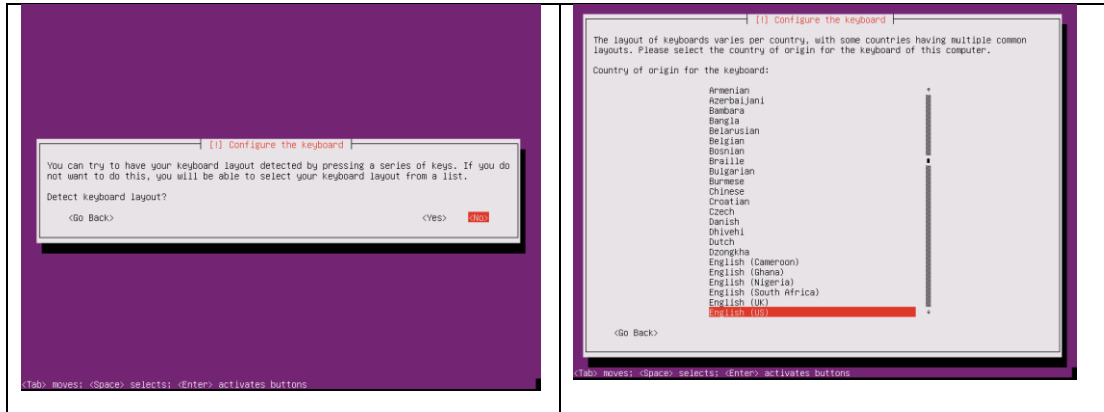 [!] Configure the keyboard
You can try to have your keyboard layout detected by pressing a series of keys. If you do
not want to do this, you will be able to select your keyboard layout from a list.
Detect keyboard layout?
<Go Back> <Yes> <No>
<Tab> moves; <Space> selects; <Enter> activates buttons
[!] Configure the keyboard
The layout of keyboards varies per country, with some countries having multiple common
layouts. Please select the country of origin for the keyboard of this computer.
Country of origin for the keyboard:
Armenian
Azerbaijani
Bambara
Bangla
Belarusian
Belgian
Bosnian
Braille
Bulgarian
Burmese
Chinese
Croatian
Czech
Danish
Dhivehi
Dutch
Dzongkha
English (Cameroon)
English (Ghana)
English (Nigeria)
English (South Africa)
English (UK)
English (US)
<Go Back>
<Tab> moves; <Space> selects; <Enter> activates buttons